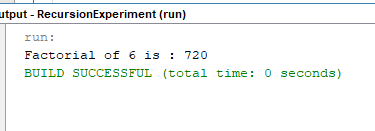 utput - RecursionExperiment (run)
run:
Factorial of 6 is : 720
BUILD SUCCESSFUL (total time: 0 seconds)